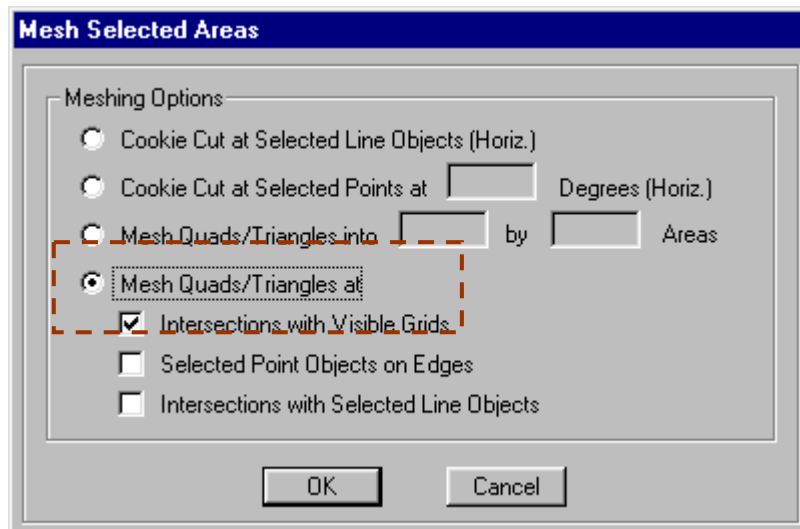 Mesh Selected Areas
Meshing Options
Cookie Cut at Selected Line Objects (Horiz.)
Cookie Cut at Selected Points at Degrees (Horiz.)
Mesh Quads/Triangles into by Areas
Mesh Quads/Triangles at
Intersections with Visible Grids
Selected Point Objects on Edges
Intersections with Selected Line Objects
OK Cancel